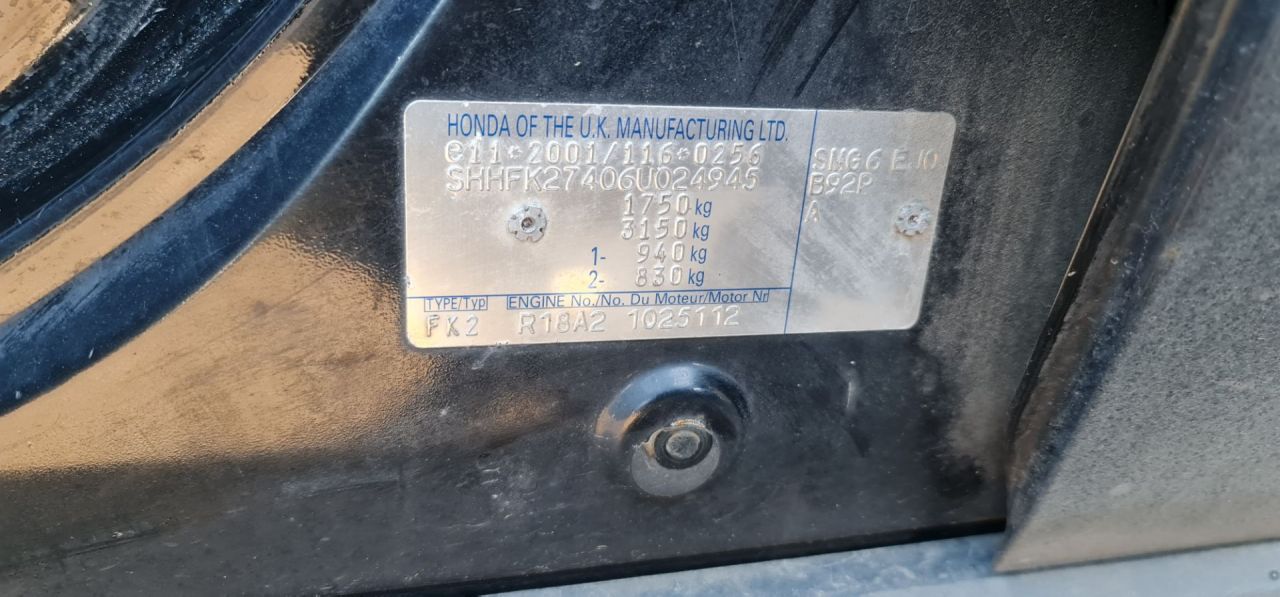 HONDA OF THE U.K. MANUFACTURING LTD.
e11*2001/116*0256
SHHFK27406U024945
1750 kg
3150 kg
1- 940 kg
2- 830 kg
TYPE/Typ
ENGINE No./No. Du Moteur/Motor Nr
FK2
R18A2 1025112
SMG6 E JO
B92P
A